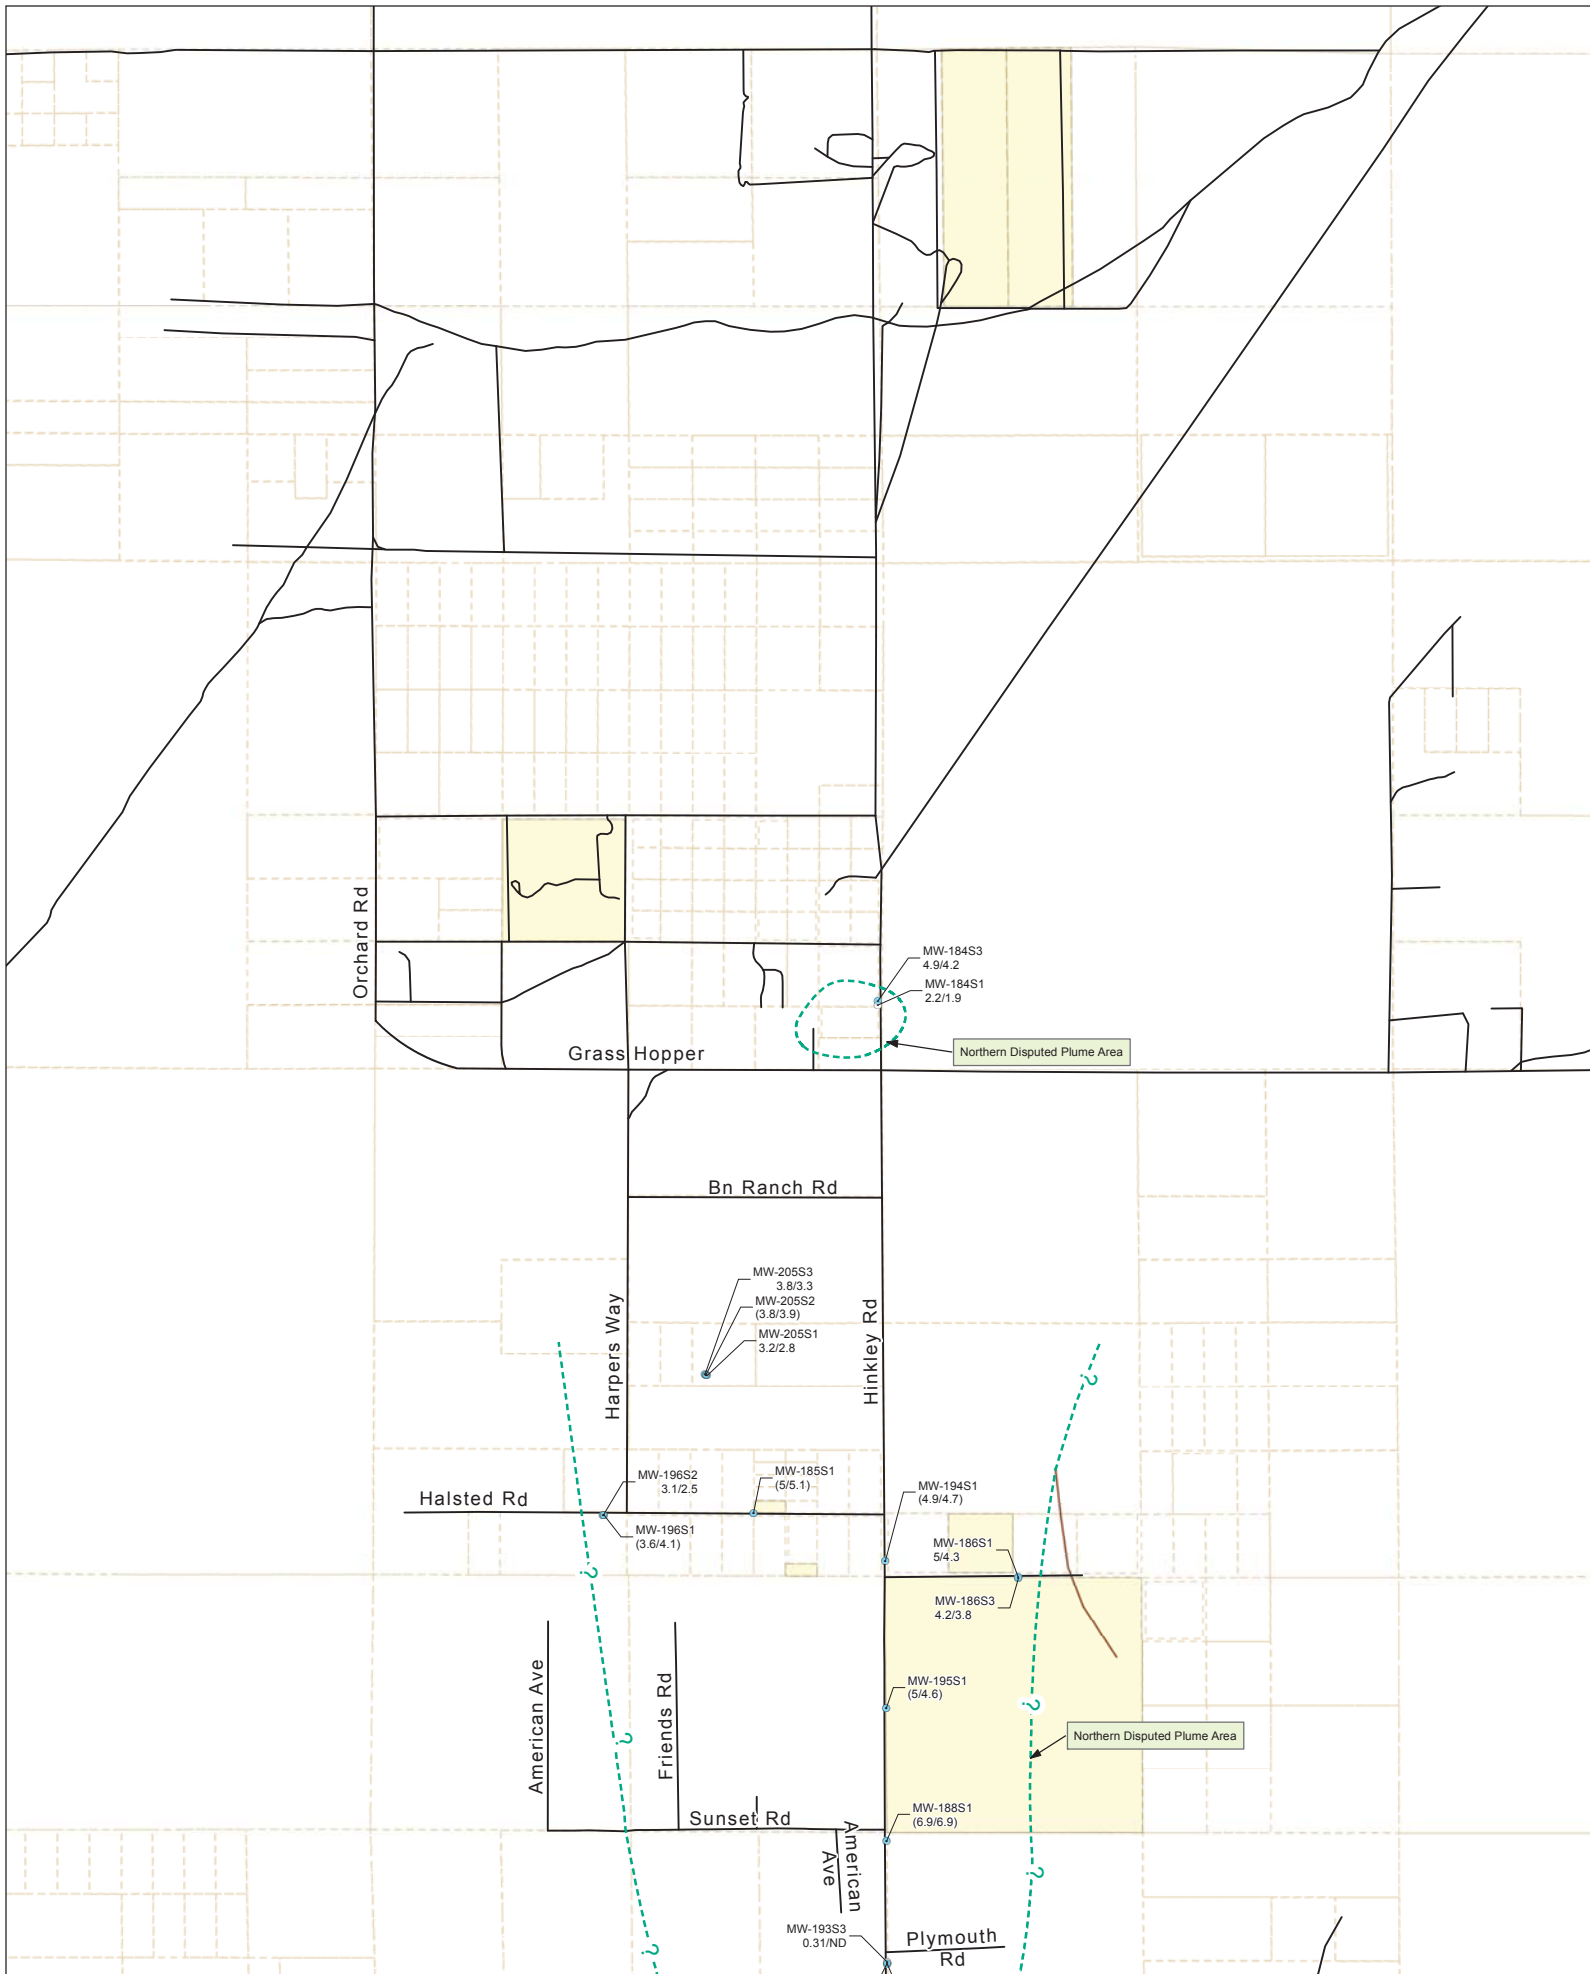 Orchard Rd
MW-184S3
4.9/4.2
MW-184S1
2.2/1.9
Grass Hopper
Northern Disputed Plume Area
Bn Ranch Rd
MW-205S3
3.8/3.3
MW-205S2
(3.8/3.9)
MW-205S1
3.2/2.8
Harpers Way
Hinkley Rd
?
MW-196S2
3.1/2.5
MW-185S1
(5/5.1)
Halsted Rd
MW-194S1
(4.9/4.7)
MW-196S1
(3.6/4.1)
MW-186S1
5/4.3
?
MW-186S3
4.2/3.8
American Ave
Friends Rd
MW-195S1
(5/4.6)
?
?
Northern Disputed Plume Area
Sunset Rd
MW-188S1
(6.9/6.9)
American
Ave
?
MW-193S3
0.31/ND
Plymouth
Rd
?